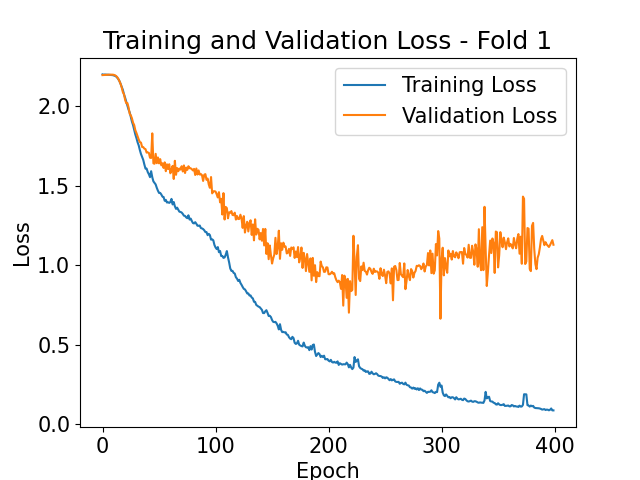 Training and Validation Loss - Fold 1
Training Loss
Validation Loss
Loss
2.0
1.5
1.0
0.5
0.0
0
100
200
300
400
Epoch